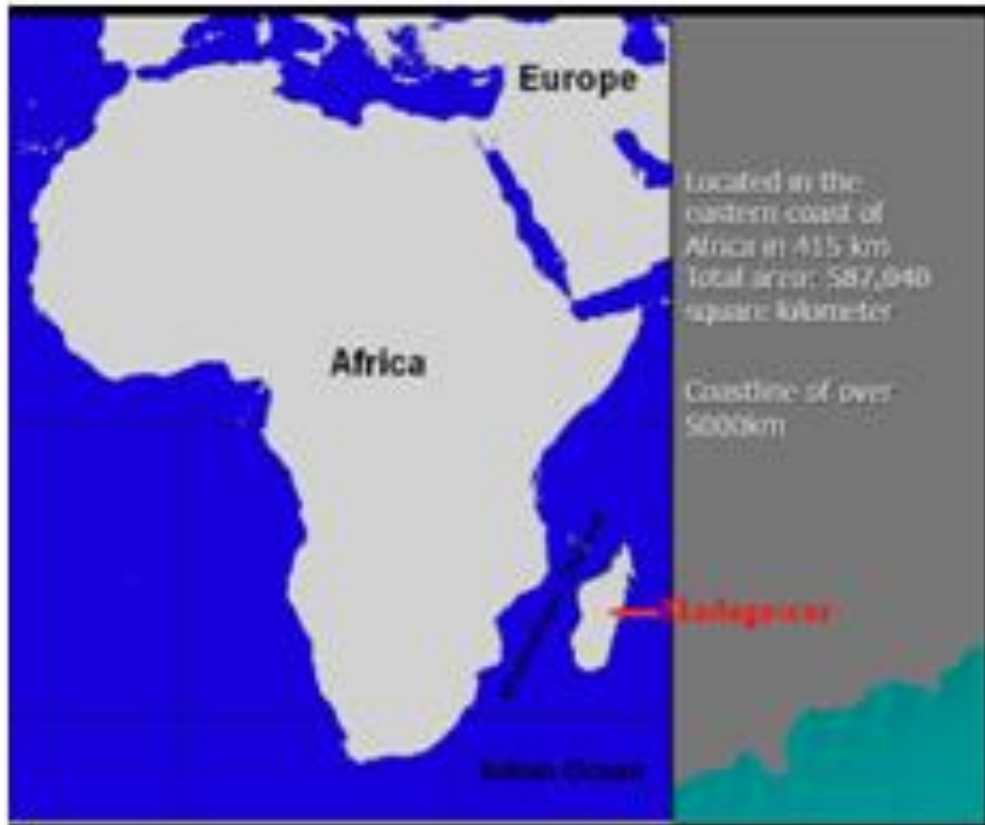 Europe
Located in the
eastern coast of
Africa in 415 km
Total area: 587,040
square kilometer
Africa
Coastline of over
5000km
Madagascar
Indian Ocean